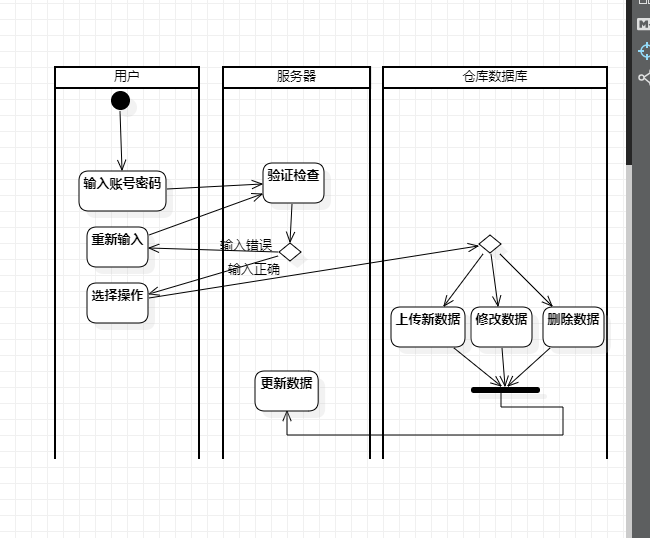 用户
服务器
仓库数据库
输入账号密码
验证检查
重新输入
输入错误
输入正确
选择操作
上传新数据
修改数据
删除数据
更新数据